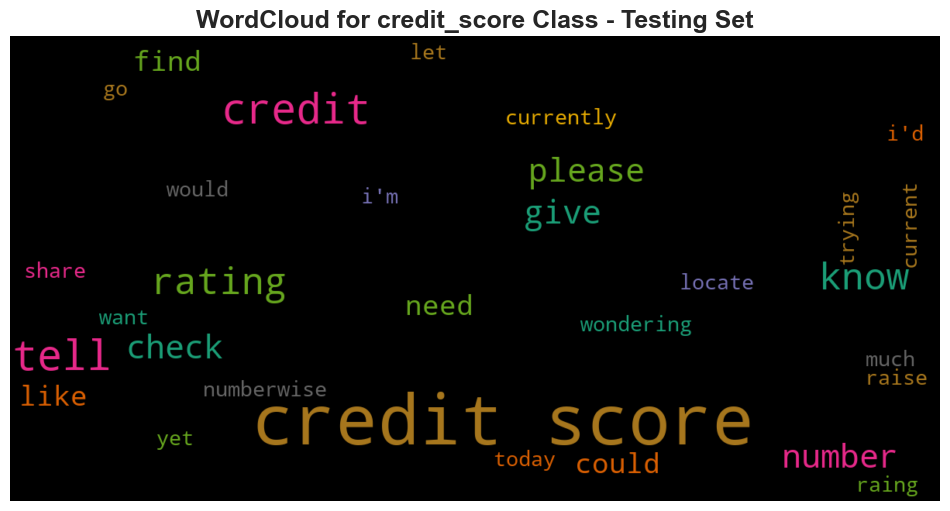 WordCloud for credit_score Class - Testing Set
let
find
go
credit
currently
i'd
please
would
i'm
give
trying
current
share
rating
know
locate
need
want
wondering
tell
check
much
raise
like
numberwise
credit score
yet
today
could
number
raing